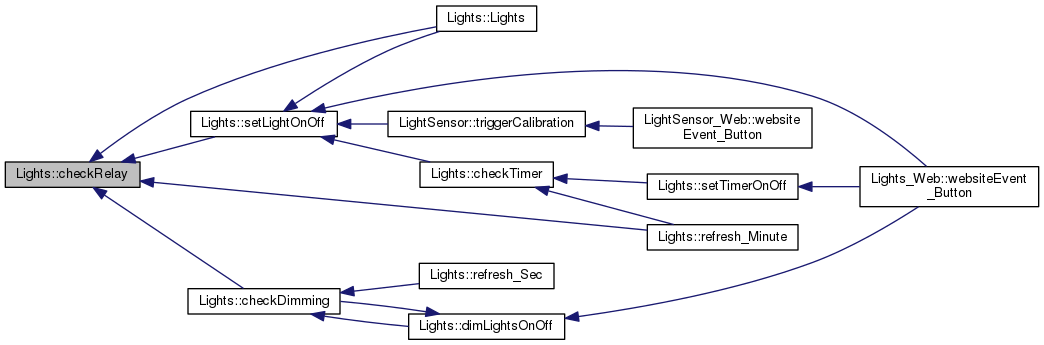 Lights::Lights
Lights::setLightOnOff
LightSensor::triggerCalibration
LightSensor_Web::website
Event_Button
Lights::checkRelay
Lights::checkTimer
Lights::setTimerOnOff
Lights_Web::websiteEvent
_Button
Lights::refresh_Minute
Lights::refresh_Sec
Lights::checkDimming
Lights::dimLightsOnOff